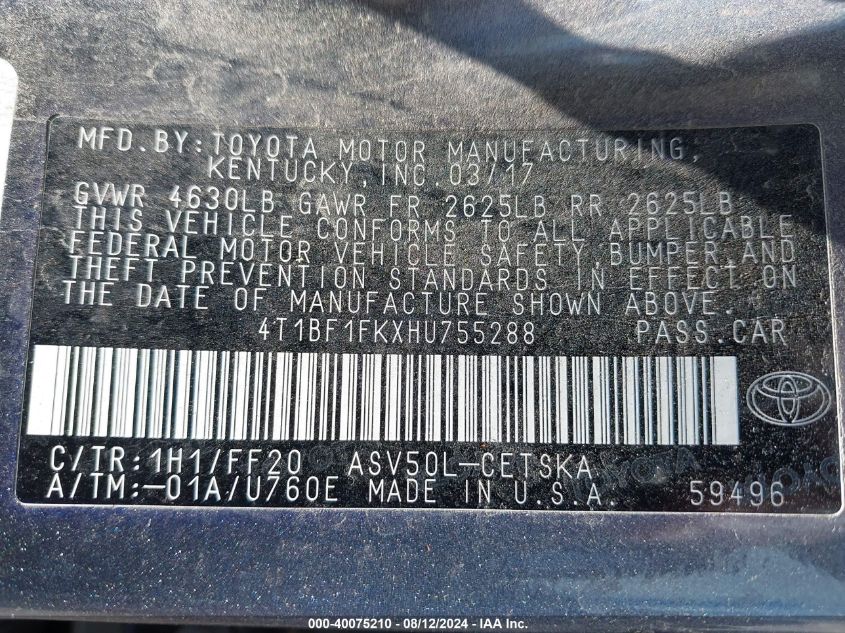 MFD.BY:TOYOTA MOTOR MANUFACTURING,
KENTUCKY,INC 03/17
GVWR 4630LB GAWR FR 2625LB RR 2625LB
THIS VEHICLE CONFORMS TO ALL APPLICABLE
FEDERAL MOTOR VEHICLE SAFETY,BUMPER,AND
THEFT PREVENTION STANDARDS IN EFFECT ON
THE DATE OF MANUFACTURE SHOWN ABOVE.
4T1BF1FKXHU755288 PASS.CAR
C/TR:1H1/FF20 ASV50L-CETSKA
TOYOTA
A/TM:-01A/U760E MADE IN U.S.A. 59496
000-40075210 - 08/12/2024 - IAA Inc.